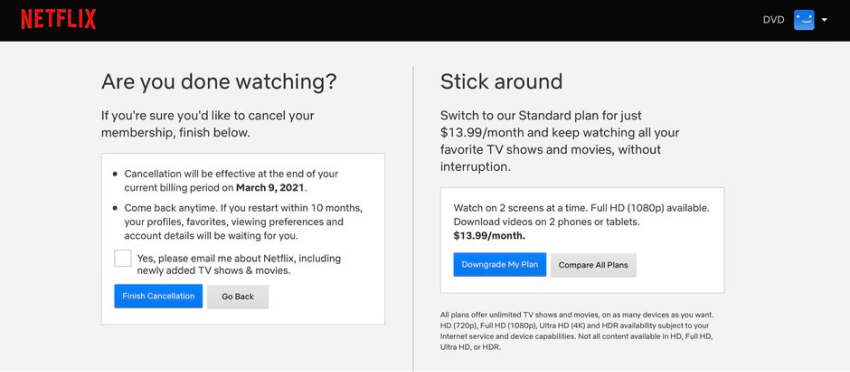 NETFLIX
DVD
Are you done watching?
If you're sure you'd like to cancel your
membership, finish below.
• Cancellation will be effective at the end of your
current billing period on March 9, 2021.
• Come back anytime. If you restart within 10 months,
your profiles, favorites, viewing preferences and
account details will be waiting for you.
Yes, please email me about Netflix, including
newly added TV shows & movies.
Finish Cancellation
Go Back
Stick around
Switch to our Standard plan for just
$13.99/month and keep watching all your
favorite TV shows and movies, without
interruption.
Watch on 2 screens at a time. Full HD (1080p) available.
Download videos on 2 phones or tablets.
$13.99/month.
Downgrade My Plan
Compare All Plans
All plans offer unlimited TV shows and movies, on as many devices as you want.
HD (720p), Full HD (1080p), Ultra HD (4K) and HDR availability subject to your
Internet service and device capabilities. Not all content available in HD, Full HD,
Ultra HD, or HDR.